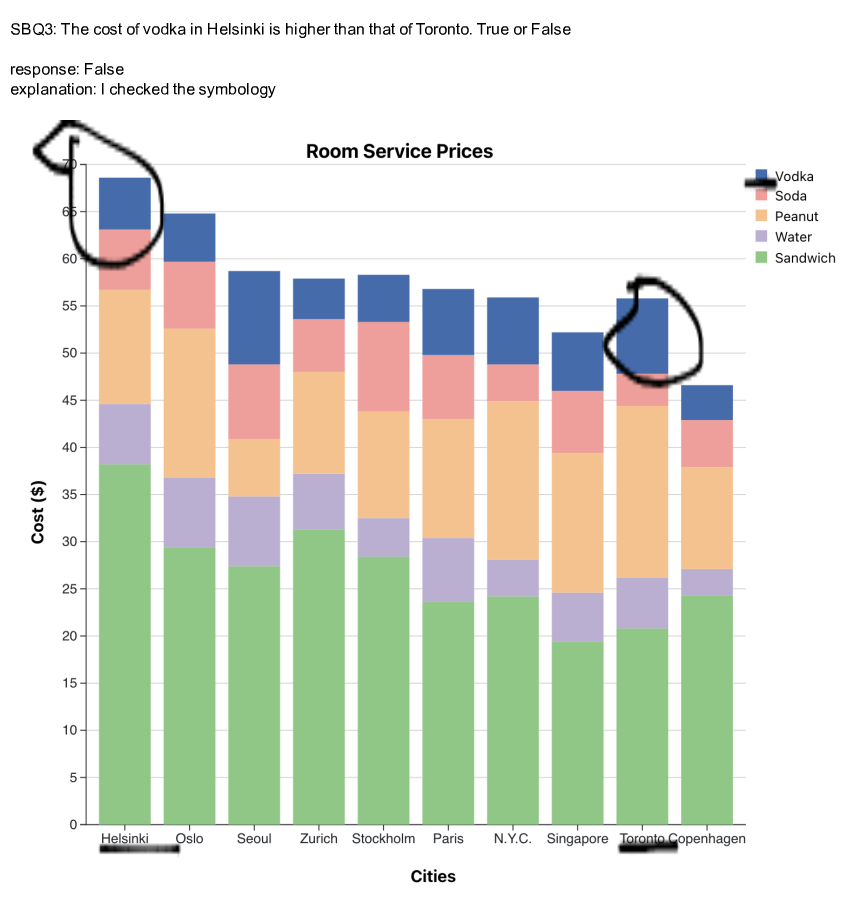 SBQ3: The cost of vodka in Helsinki is higher than that of Toronto. True or False
response: False
explanation: I checked the symbology
Room Service Prices
70
65
60
55
50
45
40
35
30
25
20
15
10
5
0
Cost ($)
Helsinki Oslo Seoul Zurich Stockholm Paris N.Y.C. Singapore Toronto Copenhagen
Cities
Vodka
Soda
Peanut
Water
Sandwich